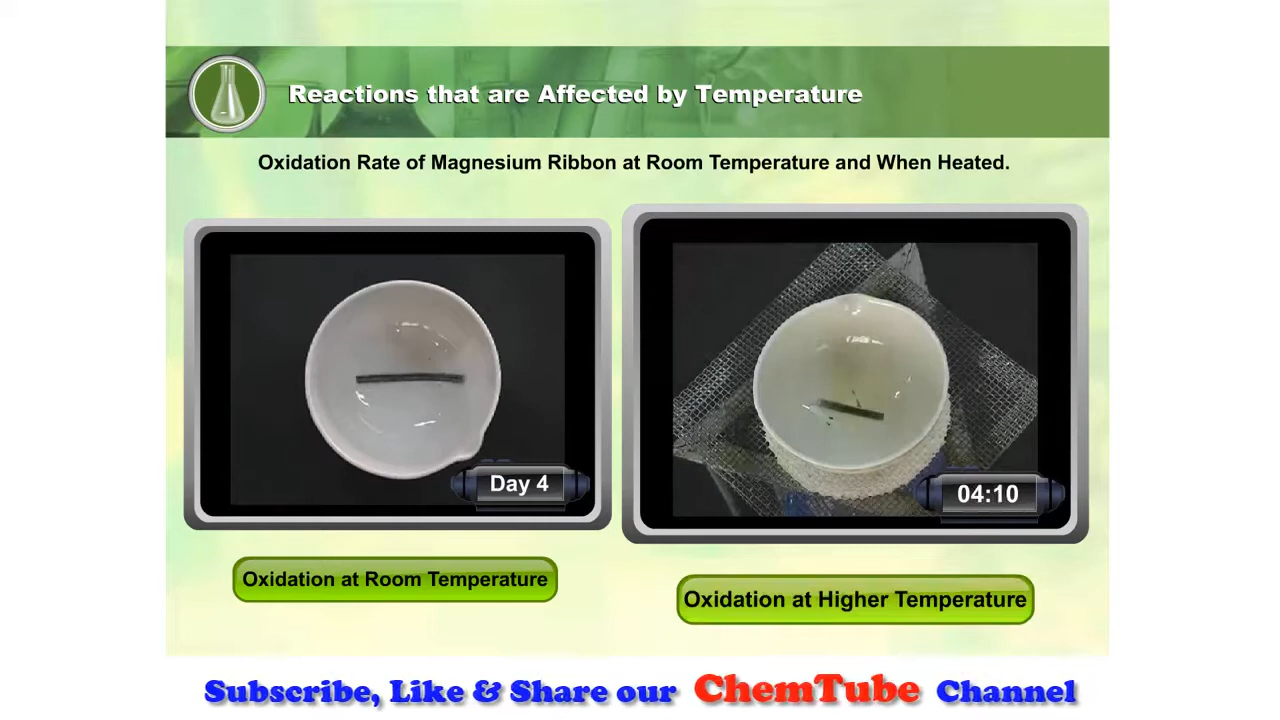 Reactions that are Affected by Temperature
Oxidation Rate of Magnesium Ribbon at Room Temperature and When Heated.
Day 4
04:10
Oxidation at Room Temperature
Oxidation at Higher Temperature
Subscribe, Like & Share our ChemTube Channel